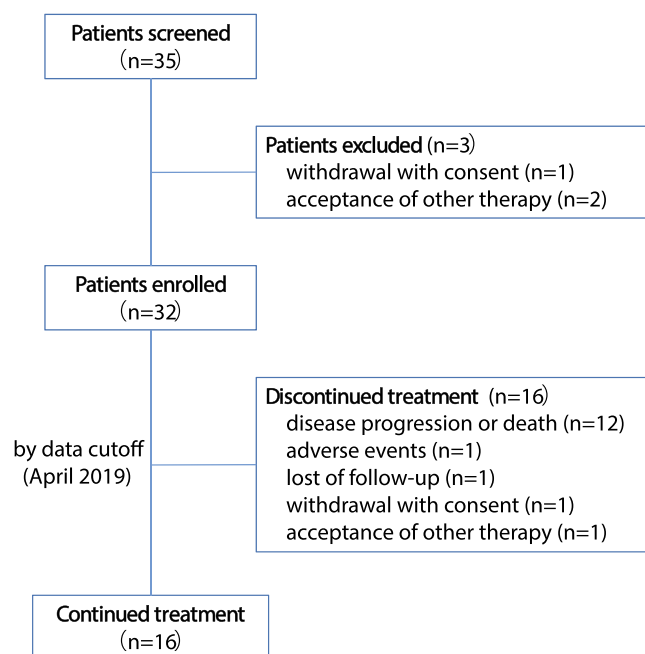 Patients screened
(n=35)
Patients excluded (n=3)
withdrawal with consent (n=1)
acceptance of other therapy (n=2)
Patients enrolled
(n=32)
by data cutoff
(April 2019)
Discontinued treatment (n=16)
disease progression or death (n=12)
adverse events (n=1)
lost of follow-up (n=1)
withdrawal with consent (n=1)
acceptance of other therapy (n=1)
Continued treatment
(n=16)